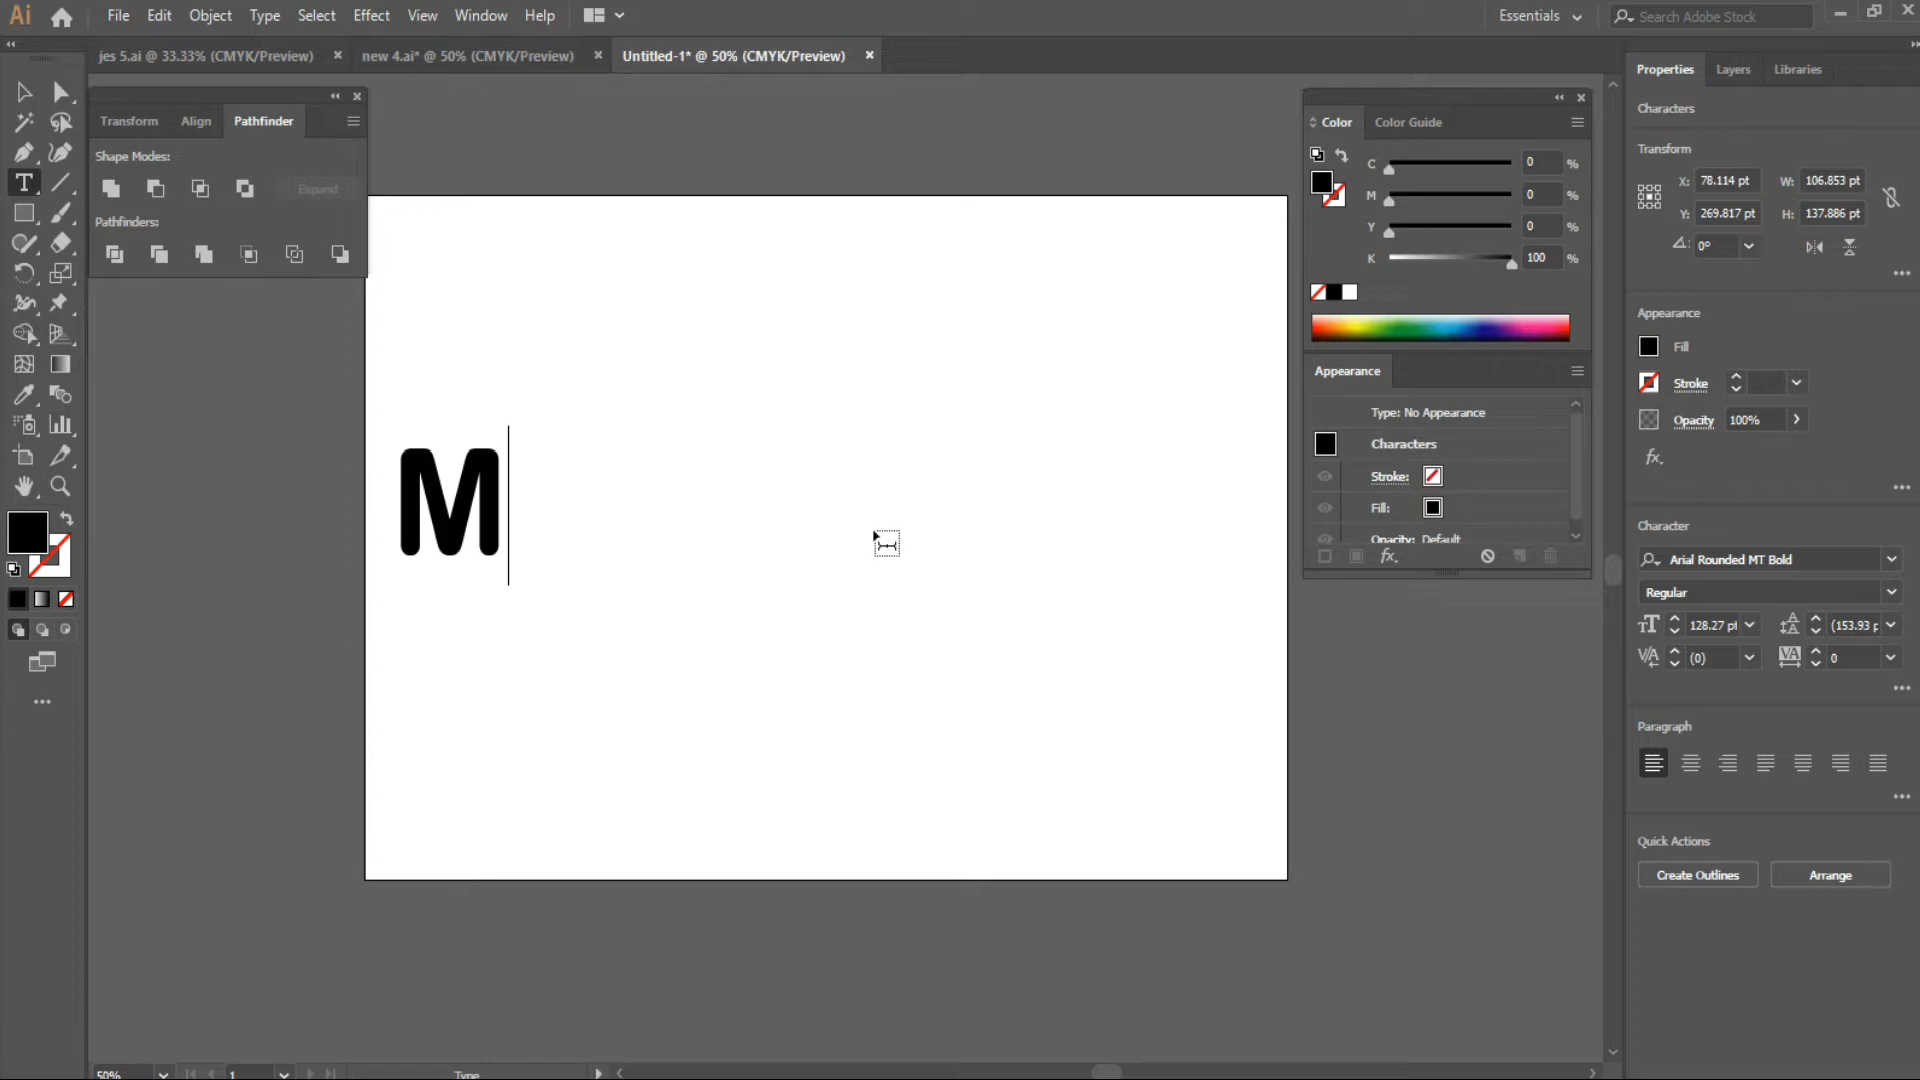 Ai File Edit Object Type Select Effect View Window Help Essentials Search Adobe Stock
jes 5.ai @ 33.33% (CMYK/Preview) × new 4.ai* @ 50% (CMYK/Preview) × Untitled-1* @ 50% (CMYK/Preview) ×
Transform Align Pathfinder
Shape Modes:
Expand
Pathfinders:
M
Color Color Guide
C 0 %
M 0 %
Y 0 %
K 100 %
Appearance
Type: No Appearance
Characters
Stroke:
Fill:
Opacity: Default
fx.
Properties Layers Libraries
Characters
Transform
X: 78.114 pt W: 106.853 pt
Y: 269.817 pt H: 137.886 pt
0°
Appearance
Fill
Stroke
Opacity 100%
fx.
Character
Arial Rounded MT Bold
Regular
128.27 pt (153.93 p
(0) 0
Paragraph
Quick Actions
Create Outlines Arrange
50% 1 Type